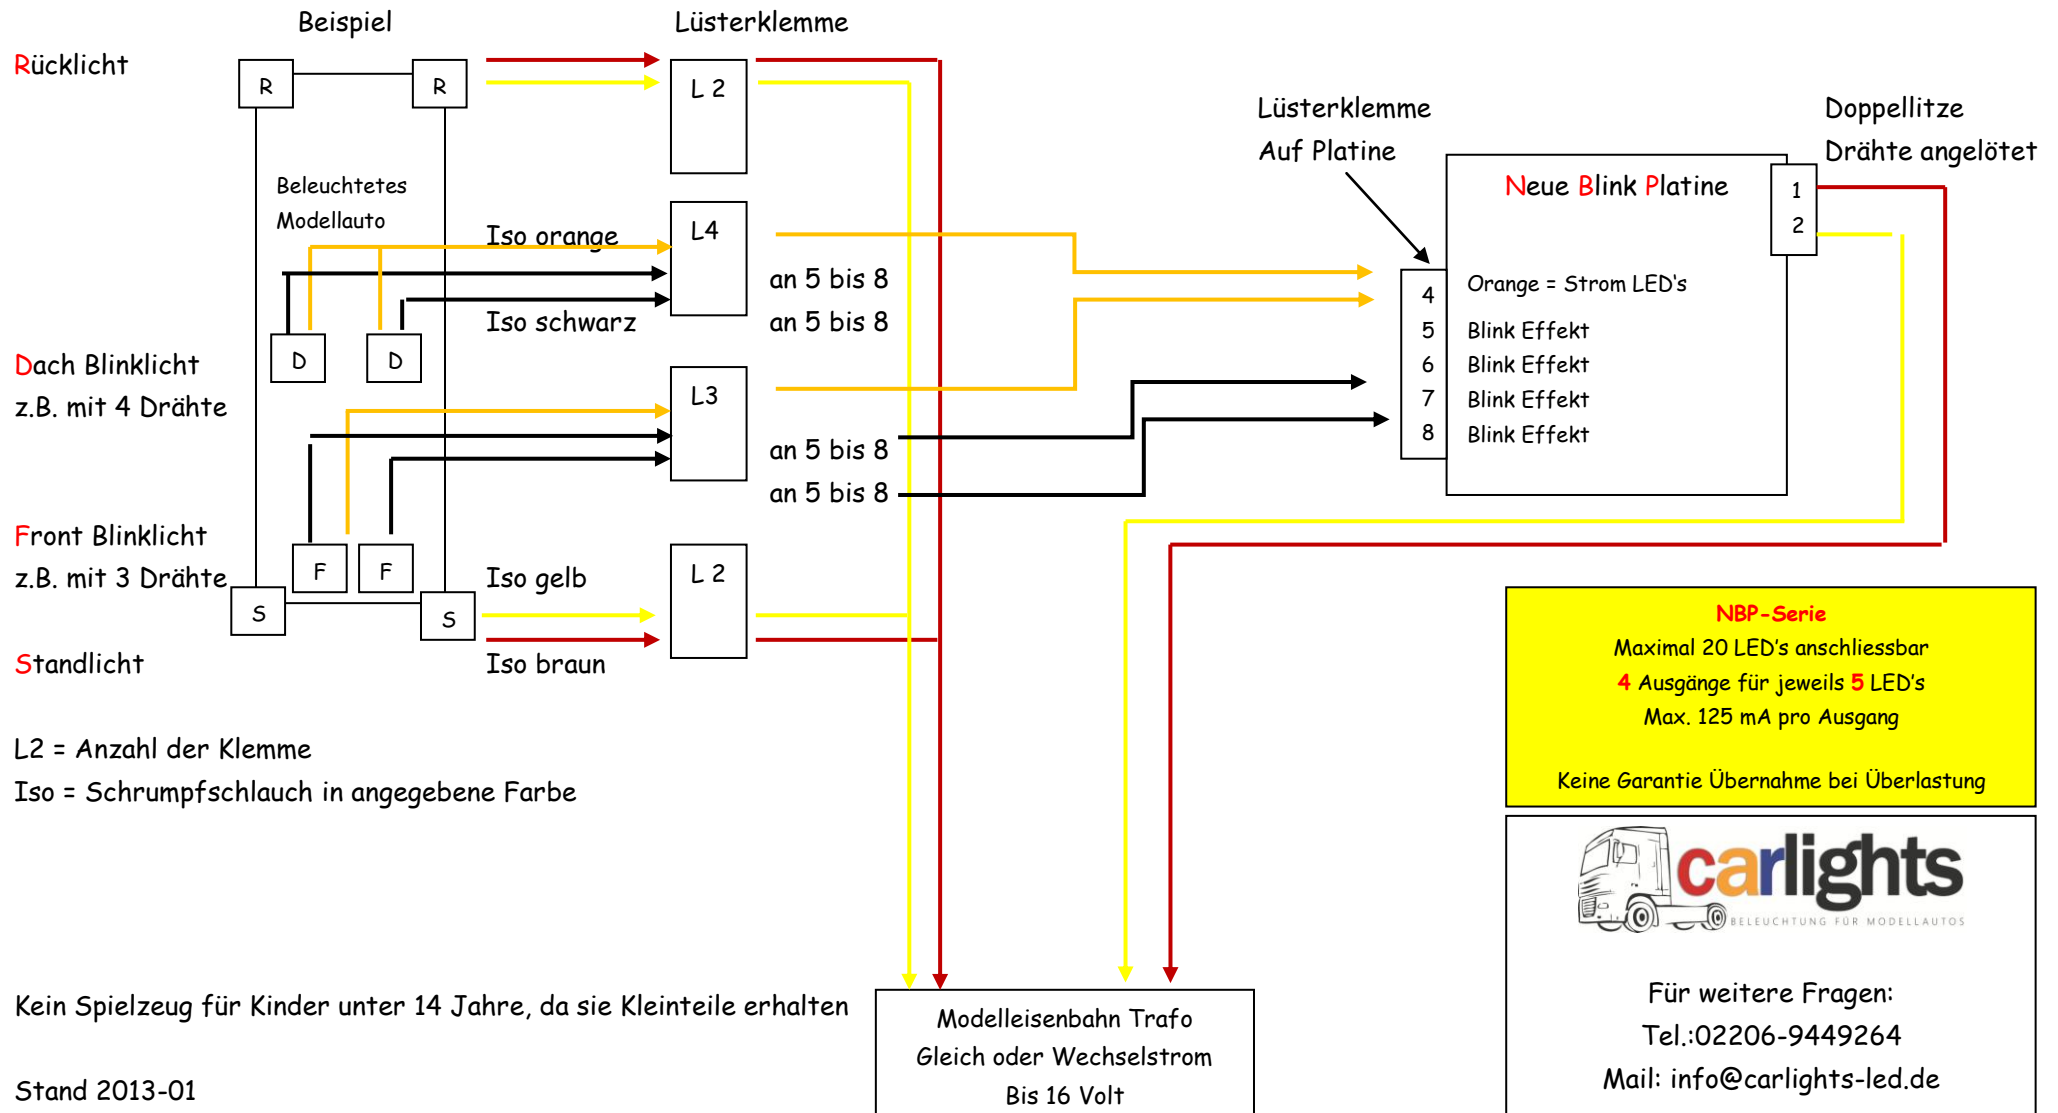 Beispiel
Lüsterklemme
Rücklicht
R
R
L 2
Lüsterklemme
Auf Platine
Doppellitze
Drähte angelötet
Beleuchtetes
Modellauto
Neue Blink Platine
1
2
Iso orange
L4
an 5 bis 8
an 5 bis 8
Iso schwarz
4
Orange = Strom LED's
5
Blink Effekt
6
Blink Effekt
7
Blink Effekt
8
Blink Effekt
D
D
Dach Blinklicht
z.B. mit 4 Drähte
L3
an 5 bis 8
an 5 bis 8
Front Blinklicht
z.B. mit 3 Drähte
F
F
S
S
Iso gelb
L 2
Iso braun
Standlicht
NBP-Serie
Maximal 20 LED's anschliessbar
4 Ausgänge für jeweils 5 LED's
Max. 125 mA pro Ausgang
Keine Garantie Übernahme bei Überlastung
L2 = Anzahl der Klemme
Iso = Schrumpfschlauch in angegebene Farbe
carlights
BELEUCHTUNG FÜR MODELLAUTOS
Kein Spielzeug für Kinder unter 14 Jahre, da sie Kleinteile erhalten
Stand 2013-01
Modelleisenbahn Trafo
Gleich oder Wechselstrom
Bis 16 Volt
Für weitere Fragen:
Tel.:02206-9449264
Mail: info@carlights-led.de